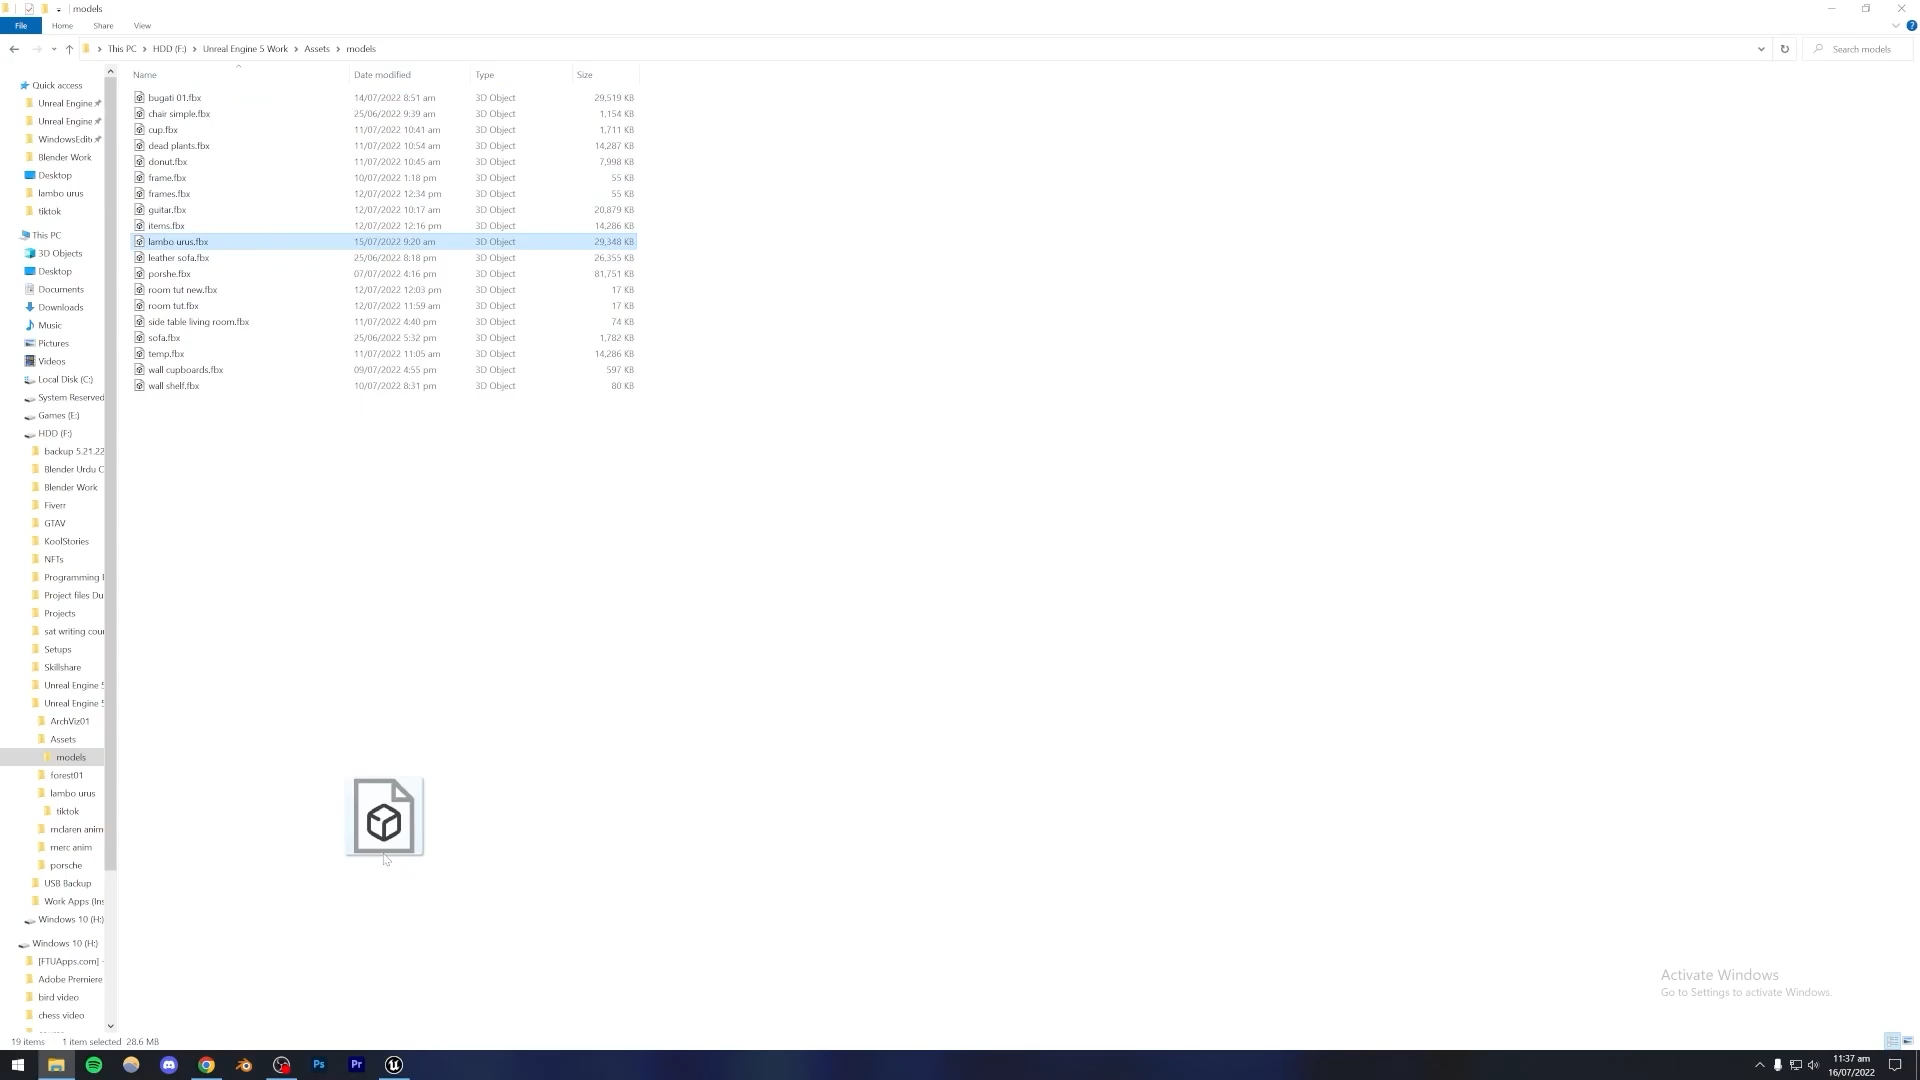 models
File Home Share View
This PC HDD (F:) Unreal Engine 5 Work Assets models
Search models
Name Date modified Type Size
bugati 01.fbx 14/07/2022 8:51 am 3D Object 29,519 KB
chair simple.fbx 25/06/2022 9:39 am 3D Object 1,154 KB
cup.fbx 11/07/2022 10:41 am 3D Object 1,711 KB
dead plants.fbx 11/07/2022 10:54 am 3D Object 14,287 KB
donut.fbx 11/07/2022 10:45 am 3D Object 7,998 KB
frame.fbx 10/07/2022 1:18 pm 3D Object 55 KB
frames.fbx 12/07/2022 12:34 pm 3D Object 55 KB
guitar.fbx 12/07/2022 10:17 am 3D Object 20,879 KB
items.fbx 12/07/2022 12:16 pm 3D Object 14,286 KB
lambo urus.fbx 15/07/2022 9:20 am 3D Object 29,348 KB
leather sofa.fbx 25/06/2022 8:18 pm 3D Object 26,355 KB
porshe.fbx 07/07/2022 4:16 pm 3D Object 81,751 KB
room tut new.fbx 12/07/2022 12:03 pm 3D Object 17 KB
room tut.fbx 12/07/2022 11:59 am 3D Object 17 KB
side table living room.fbx 11/07/2022 4:40 pm 3D Object 74 KB
sofa.fbx 25/06/2022 5:32 pm 3D Object 1,782 KB
temp.fbx 11/07/2022 11:05 am 3D Object 14,286 KB
wall cupboards.fbx 09/07/2022 4:55 pm 3D Object 597 KB
wall shelf.fbx 10/07/2022 8:31 pm 3D Object 80 KB
Quick access
Unreal Engine
Unreal Engine
WindowsEdit
Blender Work
Desktop
lambo urus
tiktok
This PC
3D Objects
Desktop
Documents
Downloads
Music
Pictures
Videos
Local Disk (C:)
System Reserved
Games (E:)
HDD (F:)
backup 5.21.22
Blender Urdu C
Blender Work
Fiverr
GTAV
KoolStories
NFTs
Programming
Project files Du
Projects
sat writing cour
Setups
Skillshare
Unreal Engine 5
Unreal Engine 5
ArchViz01
Assets
models
forest01
lambo urus
tiktok
mclaren anim
merc anim
porsche
USB Backup
Work Apps (Ins
Windows 10 (H:)
Windows 10 (H:)
[FTUApps.com] -
Adobe Premiere
bird video
chess video
Activate Windows
Go to Settings to activate Windows.
19 items 1 item selected 28.6 MB
Ps Pr
11:37 am
16/07/2022